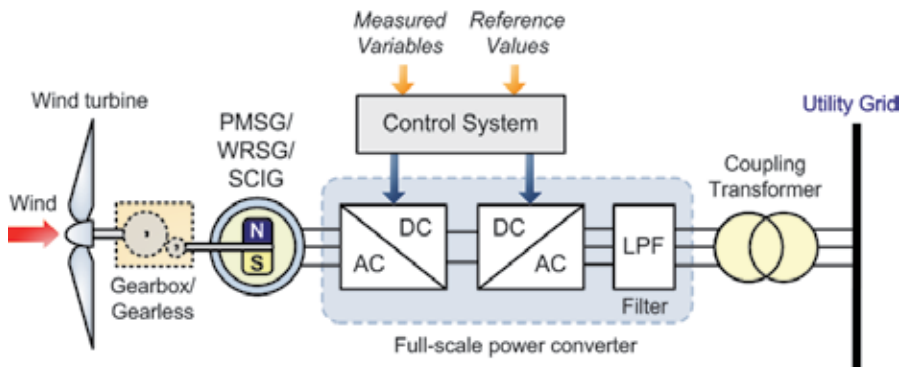 Measured
Variables
Reference
Values
Wind turbine
Control System
Utility Grid
PMSG/
WRSG/
SCIG
Coupling
Transformer
Wind
N
S
DC
AC
DC
AC
LPF
Gearbox/
Gearless
Filter
Full-scale power converter